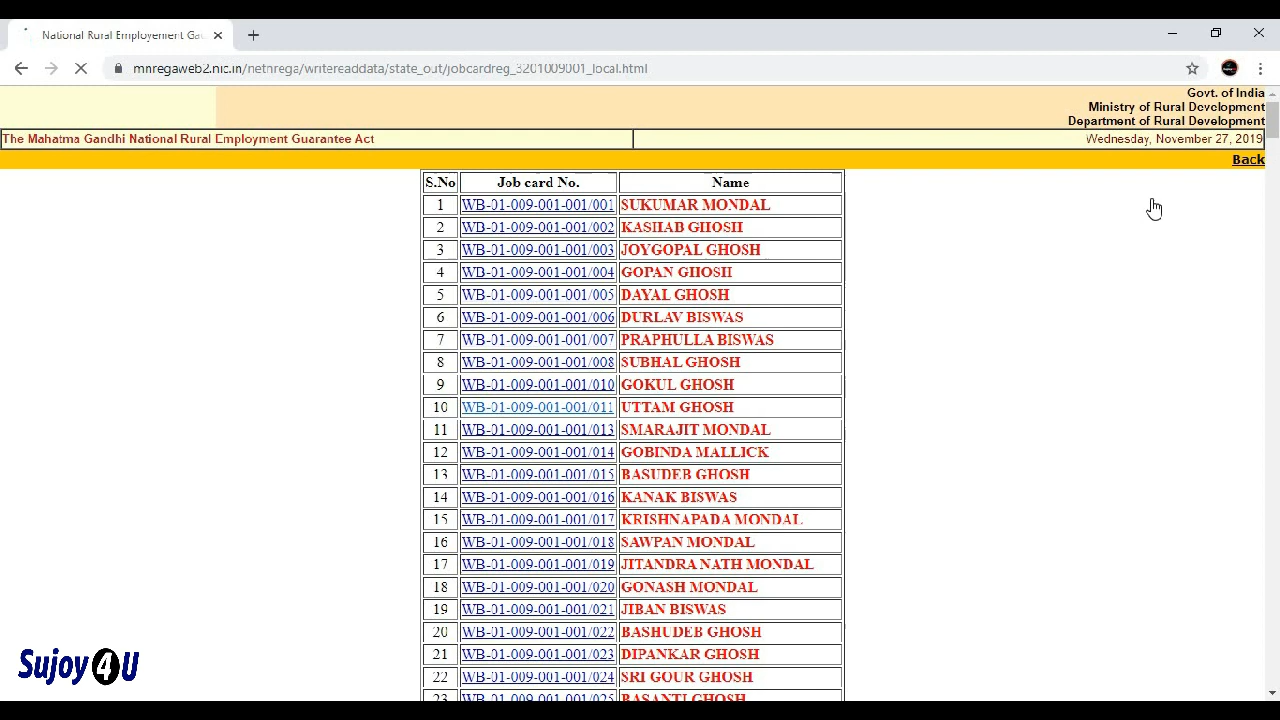 National Rural Employement Gau
mnregaweb2.nic.in/netnrega/writereaddata/state_out/jobcardreg_3201009001_local.html
Govt. of India
Ministry of Rural Development
Department of Rural Development
The Mahatma Gandhi National Rural Employment Guarantee Act
Wednesday, November 27, 2019
Back
S.No Job card No. Name
1 WB-01-009-001-001/001 SUKUMAR MONDAL
2 WB-01-009-001-001/002 KASHAB GHOSH
3 WB-01-009-001-001/003 JOYGOPAL GHOSH
4 WB-01-009-001-001/004 GOPAN GHOSH
5 WB-01-009-001-001/005 DAYAL GHOSH
6 WB-01-009-001-001/006 DURLAV BISWAS
7 WB-01-009-001-001/007 PRAPHULLA BISWAS
8 WB-01-009-001-001/008 SUBHAL GHOSH
9 WB-01-009-001-001/010 GOKUL GHOSH
10 WB-01-009-001-001/011 UTTAM GHOSH
11 WB-01-009-001-001/013 SMARAJIT MONDAL
12 WB-01-009-001-001/014 GOBINDA MALLICK
13 WB-01-009-001-001/015 BASUDEB GHOSH
14 WB-01-009-001-001/016 KANAK BISWAS
15 WB-01-009-001-001/017 KRISHNAPADA MONDAL
16 WB-01-009-001-001/018 SAWPAN MONDAL
17 WB-01-009-001-001/019 JITANDRA NATH MONDAL
18 WB-01-009-001-001/020 GONASH MONDAL
19 WB-01-009-001-001/021 JIBAN BISWAS
20 WB-01-009-001-001/022 BASHUDEB GHOSH
21 WB-01-009-001-001/023 DIPANKAR GHOSH
22 WB-01-009-001-001/024 SRI GOUR GHOSH
23 WB-01-009-001-001/025 BASANTI GHOSH
Sujoy4U